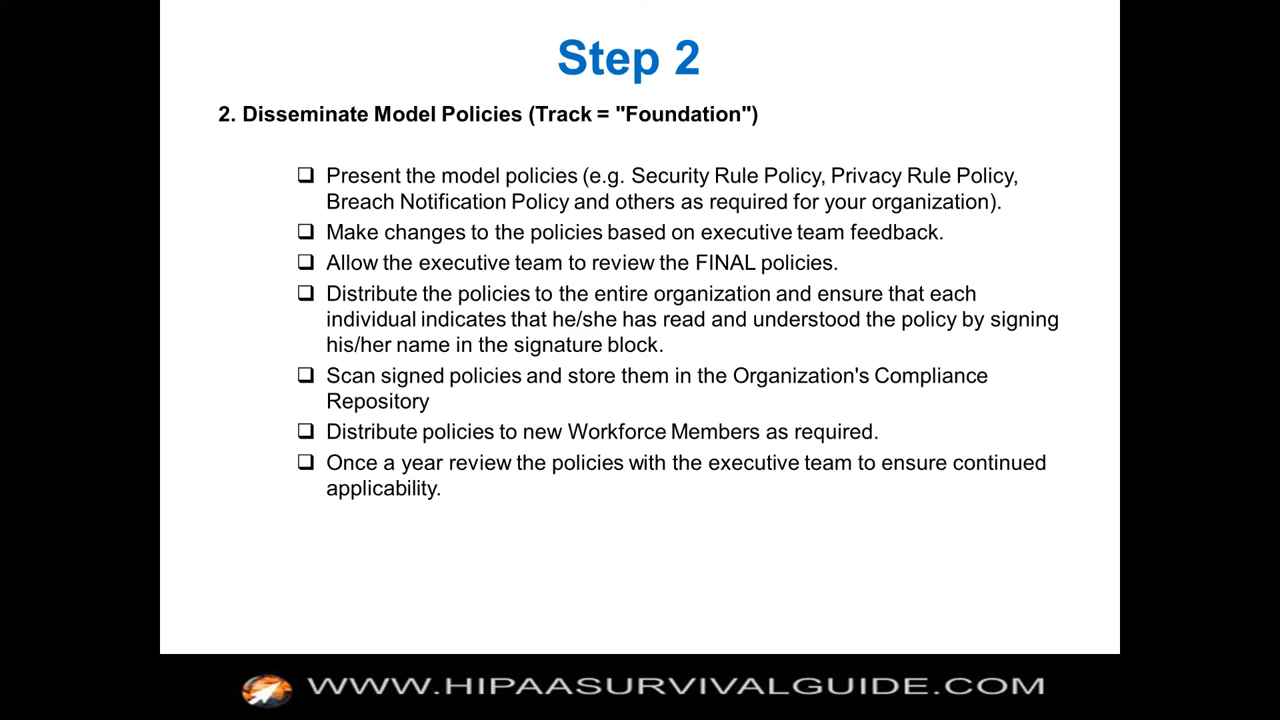 Step 2
2. Disseminate Model Policies (Track = "Foundation")
❑ Present the model policies (e.g. Security Rule Policy, Privacy Rule Policy,
Breach Notification Policy and others as required for your organization).
❑ Make changes to the policies based on executive team feedback.
❑ Allow the executive team to review the FINAL policies.
❑ Distribute the policies to the entire organization and ensure that each
individual indicates that he/she has read and understood the policy by signing
his/her name in the signature block.
❑ Scan signed policies and store them in the Organization's Compliance
Repository
❑ Distribute policies to new Workforce Members as required.
❑ Once a year review the policies with the executive team to ensure continued
applicability.
WWW.HIPAASURVIVALGUIDE.COM